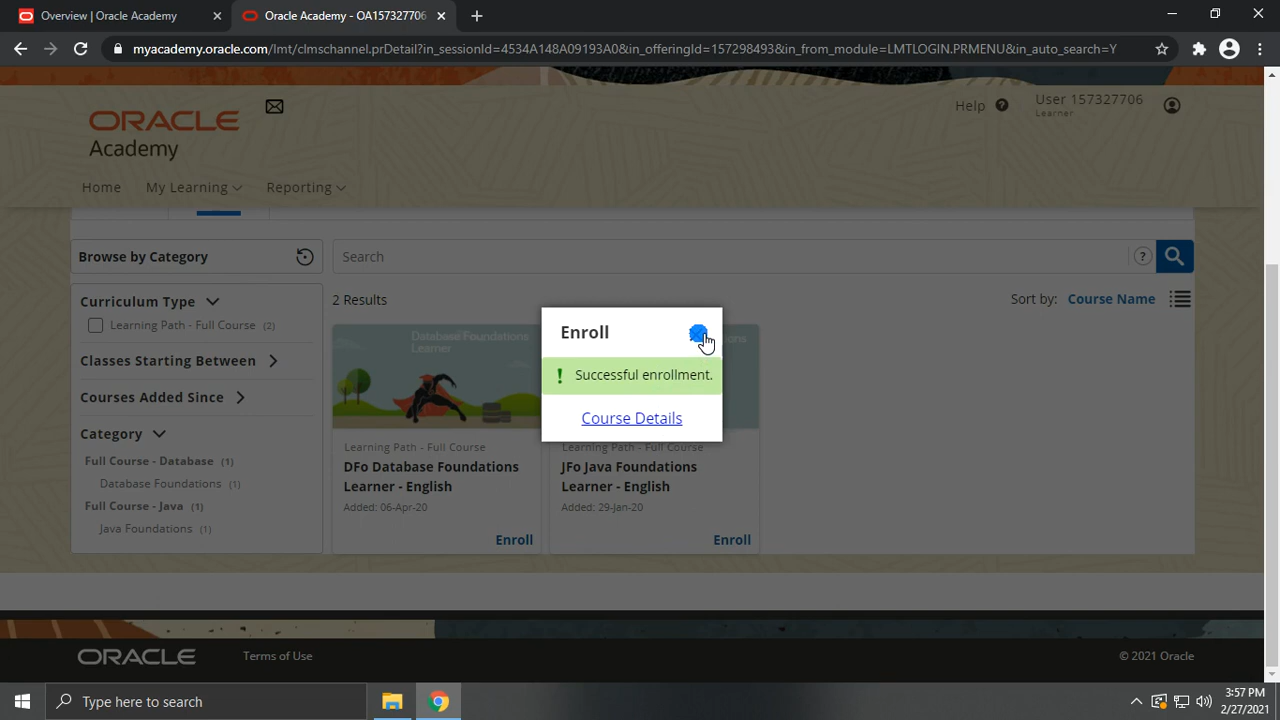 Overview | Oracle Academy
Oracle Academy - OA157327706
myacademy.oracle.com/lmt/clmschannel.prDetail?in_sessionId=4534A148A09193A0&in_offeringId=157298493&in_from_module=LMTLOGIN.PRMENU&in_auto_search=Y
ORACLE
Academy
Help ?
User 157327706
Learner
Home
My Learning
Reporting
Browse by Category
Search
?
Curriculum Type
Learning Path - Full Course (2)
Classes Starting Between
Courses Added Since
Category
Full Course - Database (1)
Database Foundations (1)
Full Course - Java (1)
Java Foundations (1)
2 Results
Sort by: Course Name
Database Foundations
Learner
Learning Path - Full Course
DFo Database Foundations
Learner - English
Added: 06-Apr-20
Enroll
Learning Path - Full Course
JFo Java Foundations
Learner - English
Added: 29-Jan-20
Enroll
Enroll
! Successful enrollment.
Course Details
ORACLE
Terms of Use
© 2021 Oracle
Type here to search
3:57 PM
2/27/2021